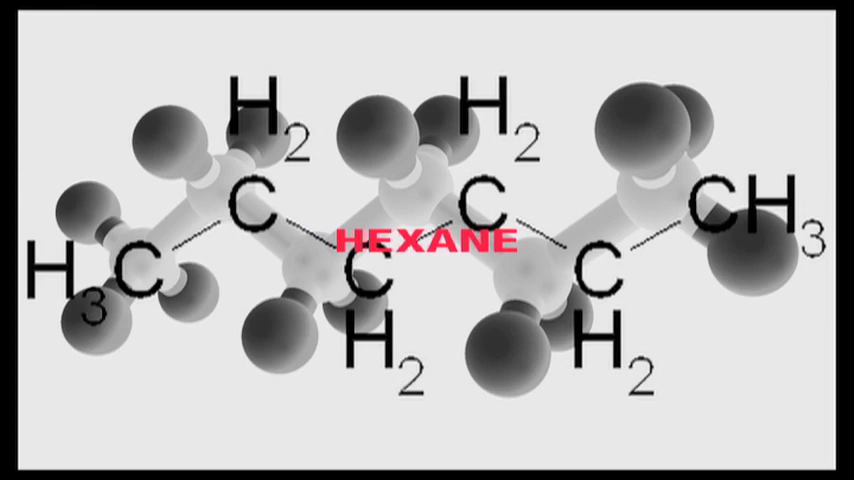 H2 H2
H3C C C CH3
HEXANE
C C
H2 H2